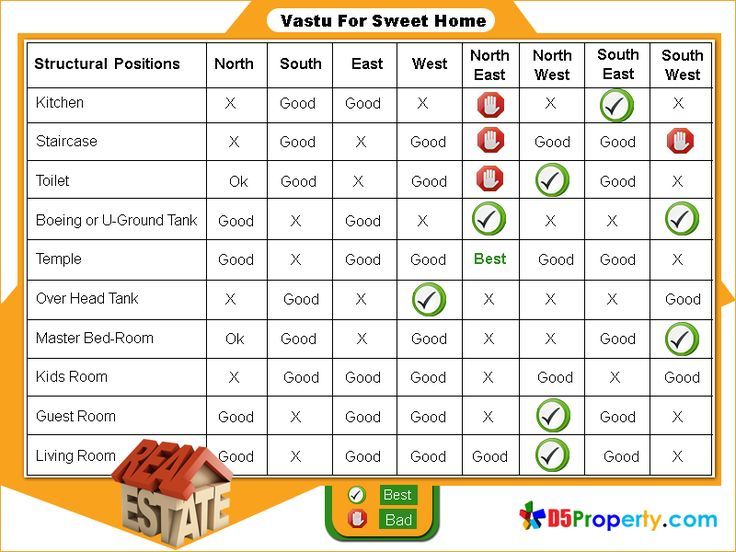 Vastu For Sweet Home
Structural Positions North South East West North East North West South East South West
Kitchen X Good Good X X X
Staircase X Good X Good Good Good
Toilet Ok Good X Good Good X
Boeing or U-Ground Tank Good X Good X X X
Temple Good X Good Good Best Good Good X
Over Head Tank X Good X X X X Good
Master Bed-Room Ok Good X Good X X Good
Kids Room X Good Good Good X Good X Good
Guest Room Good X Good Good X Good X
Living Room Good X Good Good Good Good X
REAL
ESTATE
Best
Bad
D5Property.com